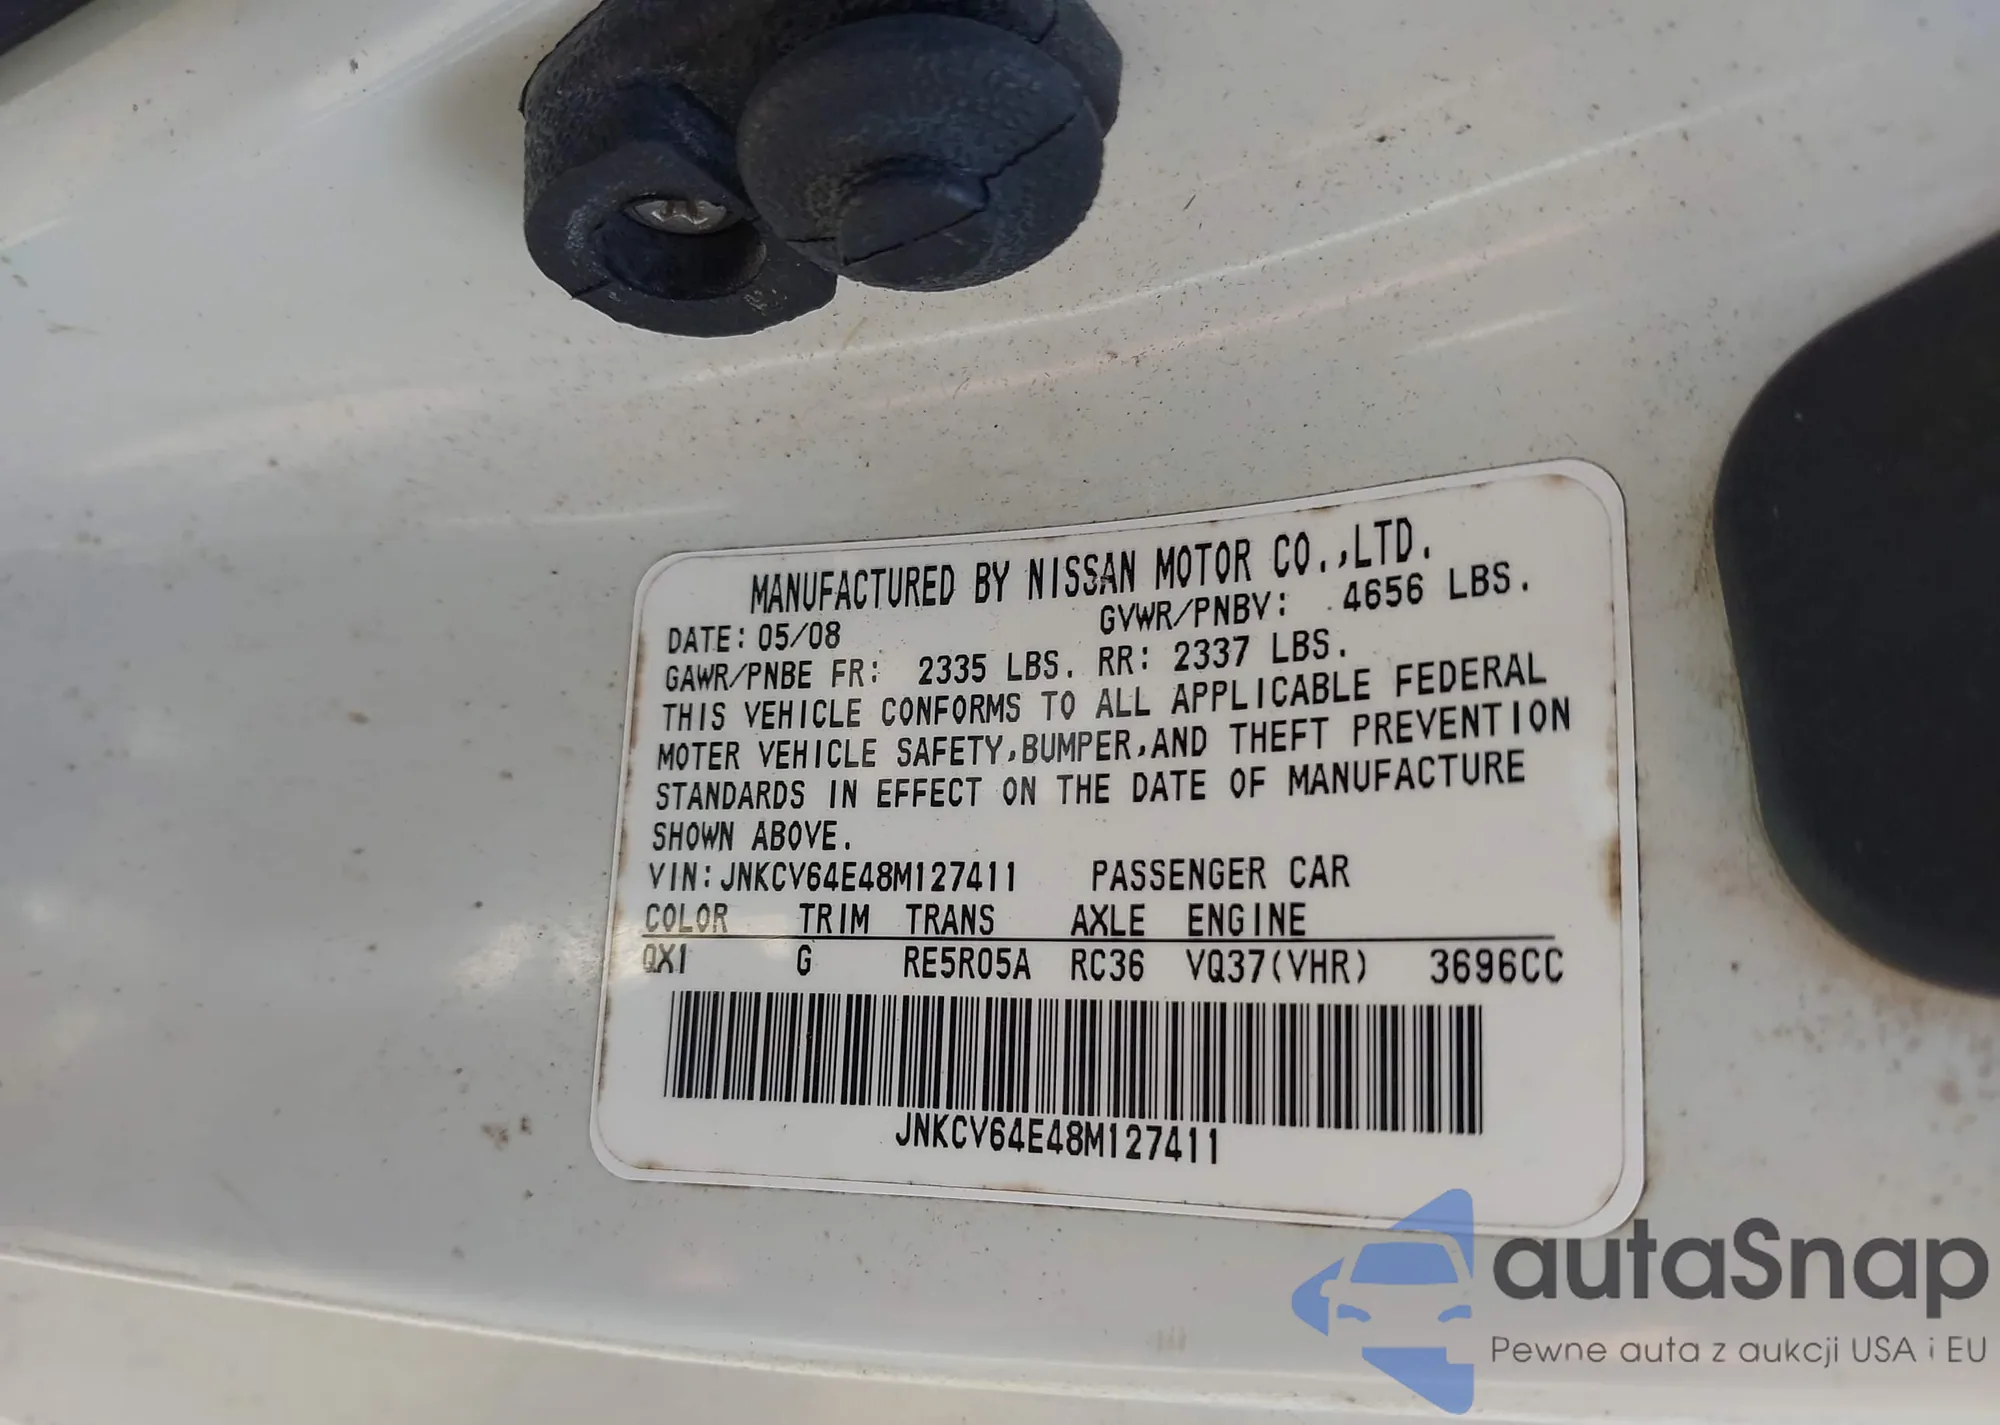 MANUFACTURED BY NISSAN MOTOR CO.,LTD.
DATE: 05/08 GVWR/PNBV: 4656 LBS.
GAWR/PNBE FR: 2335 LBS. RR: 2337 LBS.
THIS VEHICLE CONFORMS TO ALL APPLICABLE FEDERAL
MOTER VEHICLE SAFETY,BUMPER,AND THEFT PREVENTION
STANDARDS IN EFFECT ON THE DATE OF MANUFACTURE
SHOWN ABOVE.
VIN:JNKCV64E48M127411 PASSENGER CAR
COLOR TRIM TRANS AXLE ENGINE
QX1 G RE5R05A RC36 VQ37(VHR) 3696CC
JNKCV64E48M127411
autaSnap
Pewne auta z aukcji USA i EU